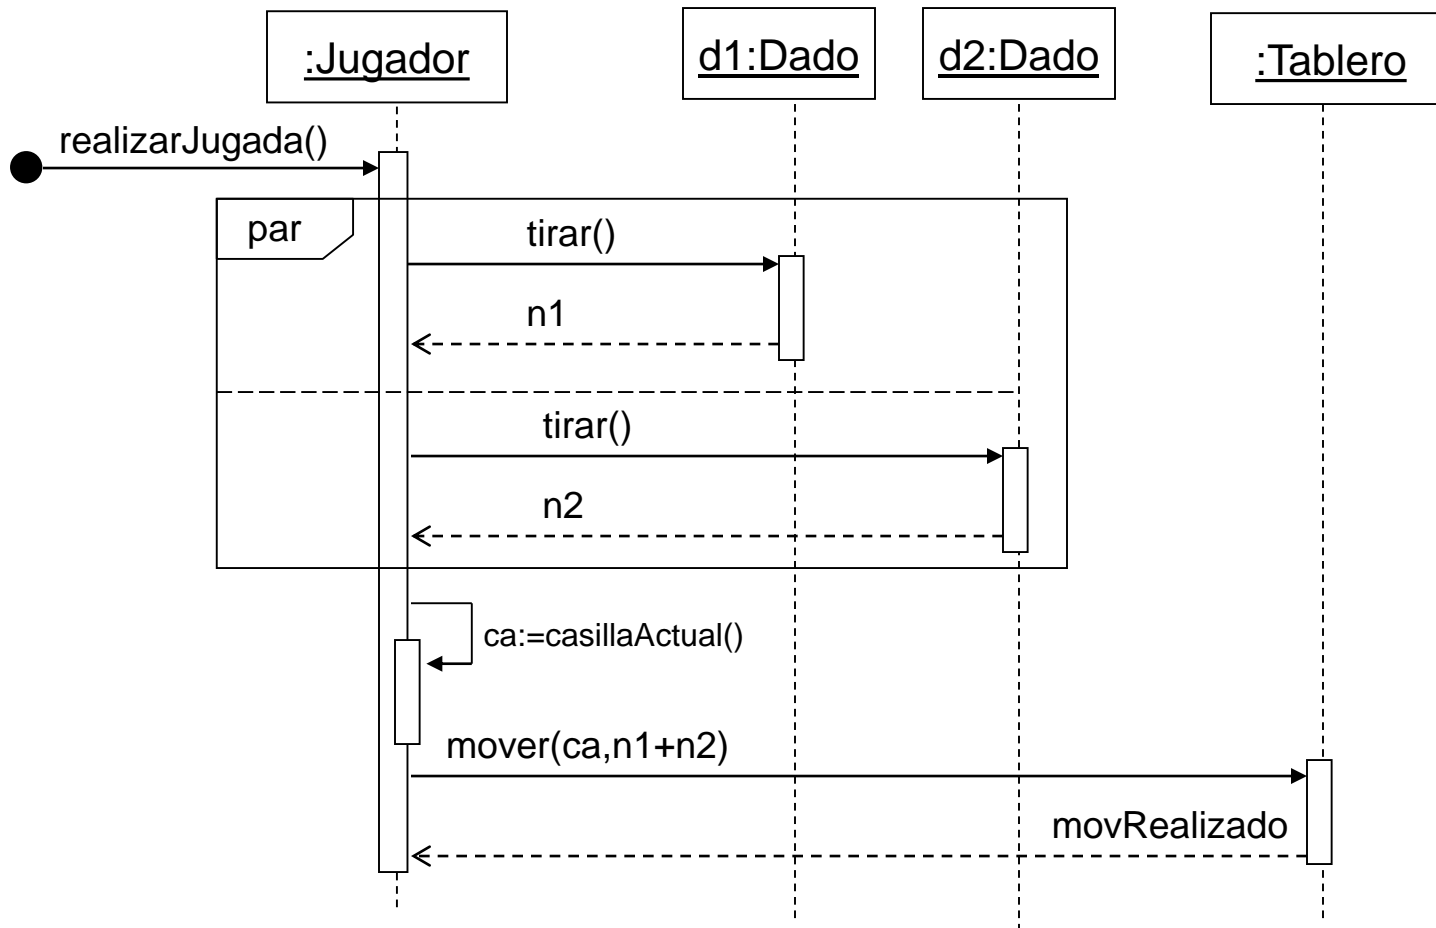 :Jugador
d1:Dado
d2:Dado
:Tablero
realizarJugada()
par
tirar()
n1
tirar()
n2
ca:=casillaActual()
mover(ca,n1+n2)
movRealizado